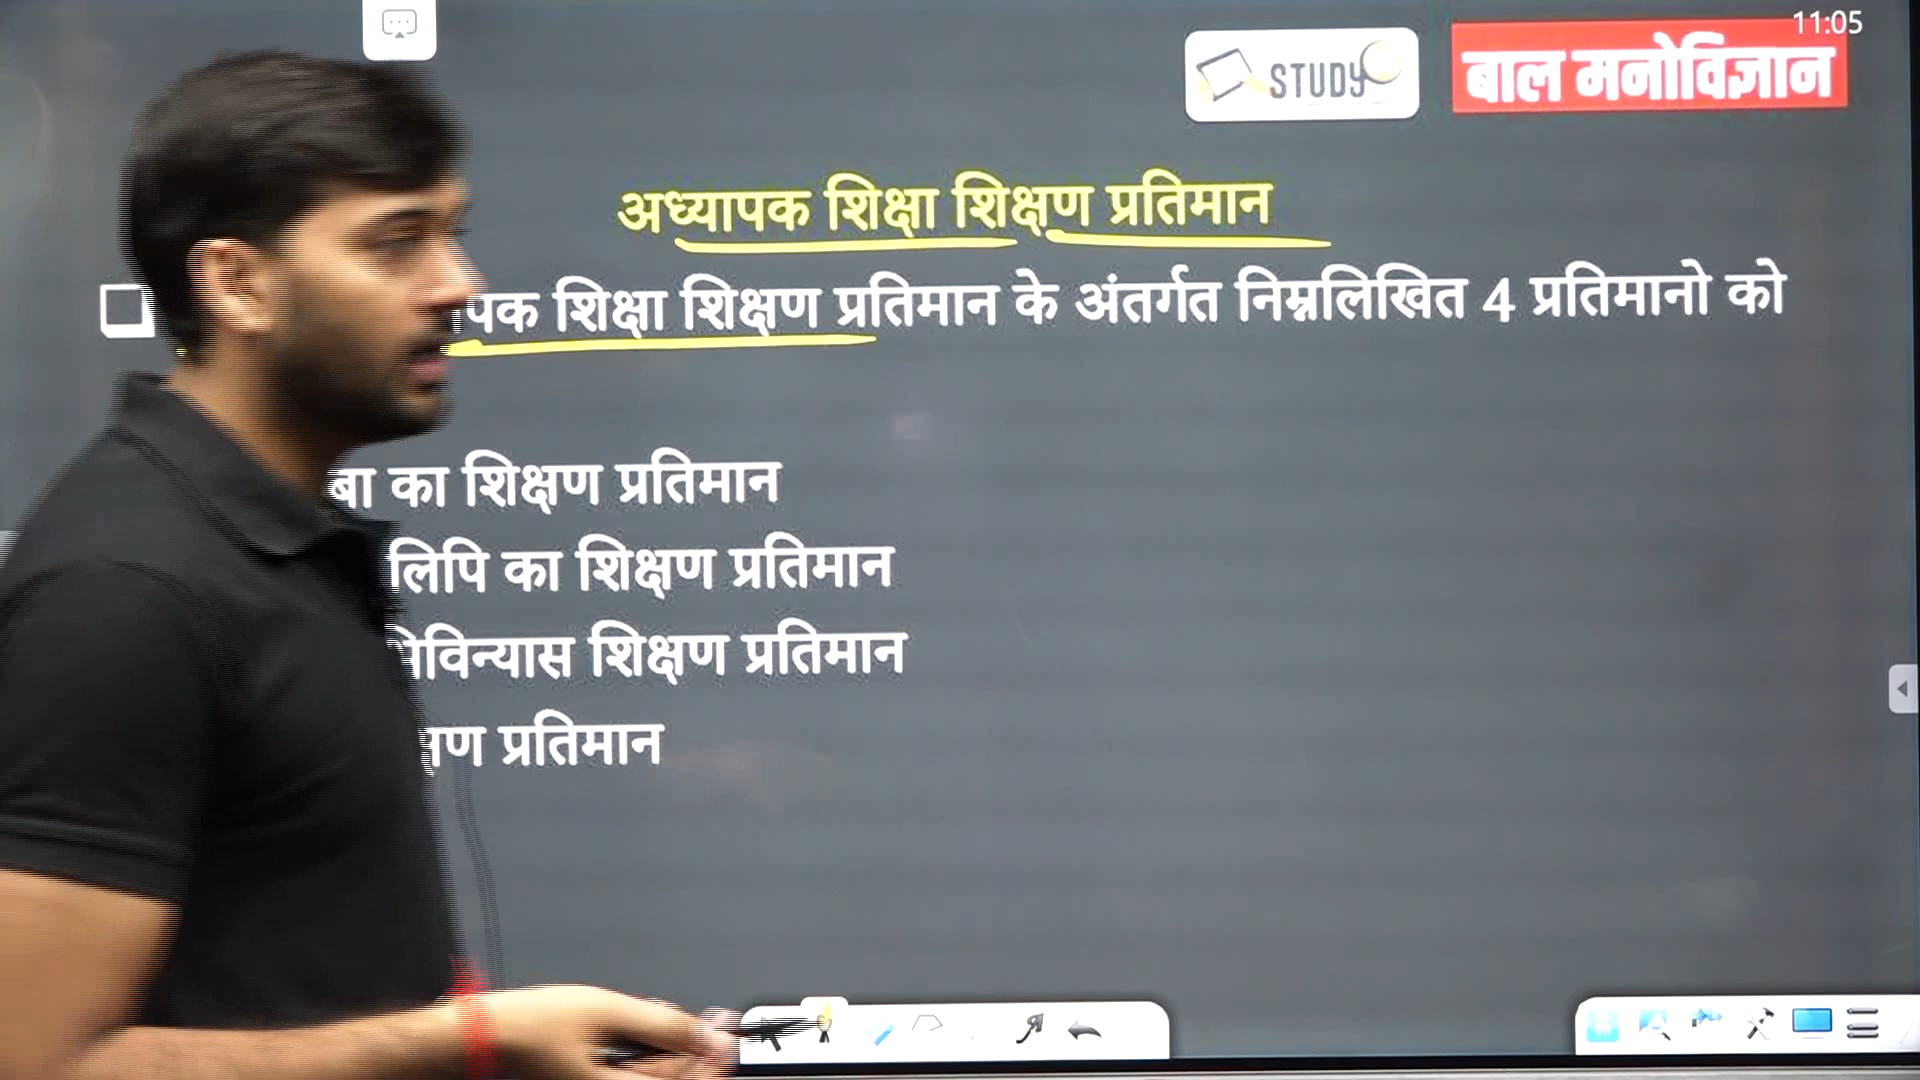 11:05
STUDY
बाल मनोविज्ञान
अध्यापक शिक्षा शिक्षण प्रतिमान
शिक्षा शिक्षण प्रतिमान के अंतर्गत निम्नलिखित 4 प्रतिमानो को
का शिक्षण प्रतिमान
लिपि का शिक्षण प्रतिमान
शिक्षण प्रतिमान
प्रतिमान